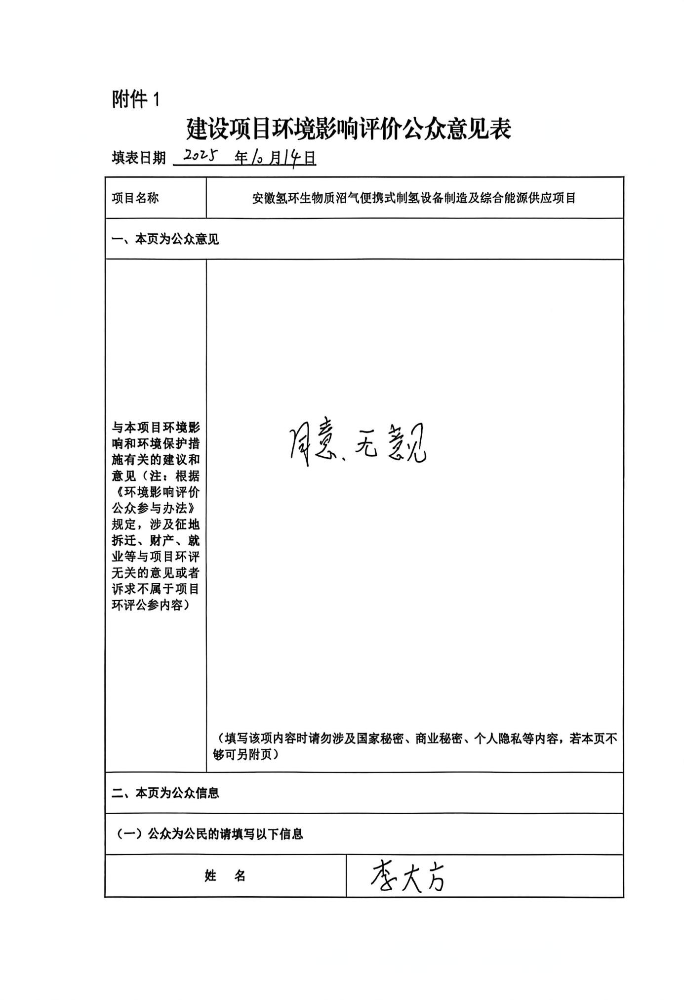 附件 1
建设项目环境影响评价公众意见表
填表日期 2025 年 10 月 14 日
项目名称 安徽氢环生物质沼气便携式制氢设备制造及综合能源供应项目
一、本页为公众意见
与本项目环境影
响和环境保护措
施有关的建议和
意见（注：根据
《环境影响评价
公众参与办法》
规定，涉及征地
拆迁、财产、就
业等与项目环评
无关的意见或者
诉求不属于项目
环评公参内容）
同意、无意见
（填写该项内容时请勿涉及国家秘密、商业秘密、个人隐私等内容，若本页不
够可另附页）
二、本页为公众信息
（一）公众为公民的请填写以下信息
姓 名 李大方